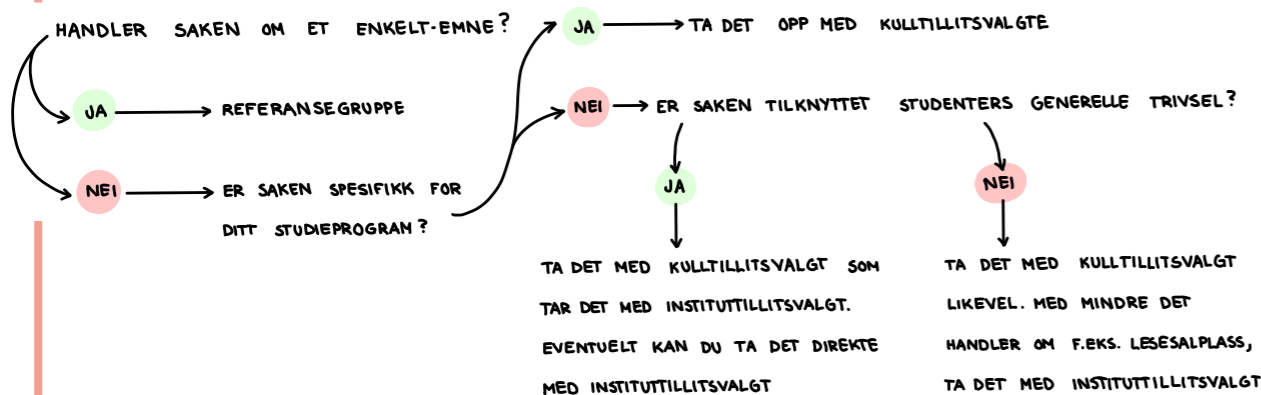 HANDLER SAKEN OM ET ENKELT-EMNE?
JA
REFERANSEGRUPPE
NEI
ER SAKEN SPESIFIKK FOR
DITT STUDIEPROGRAM?
JA
TA DET OPP MED KULLTILLITSVALGTE
NEI
ER SAKEN TILKNYTTET STUDENTERS GENERELLE TRIVSEL?
JA
TA DET MED KULLTILLITSVALGT SOM
TAR DET MED INSTITUTTILLITSVALGT.
EVENTUELT KAN DU TA DET DIREKTE
MED INSTITUTTILLITSVALGT
NEI
TA DET MED KULLTILLITSVALGT
LIKEVEL. MED MINDRE DET
HANDLER OM F.EKS. LESESALPLASS,
TA DET MED INSTITUTTILLITSVALGT